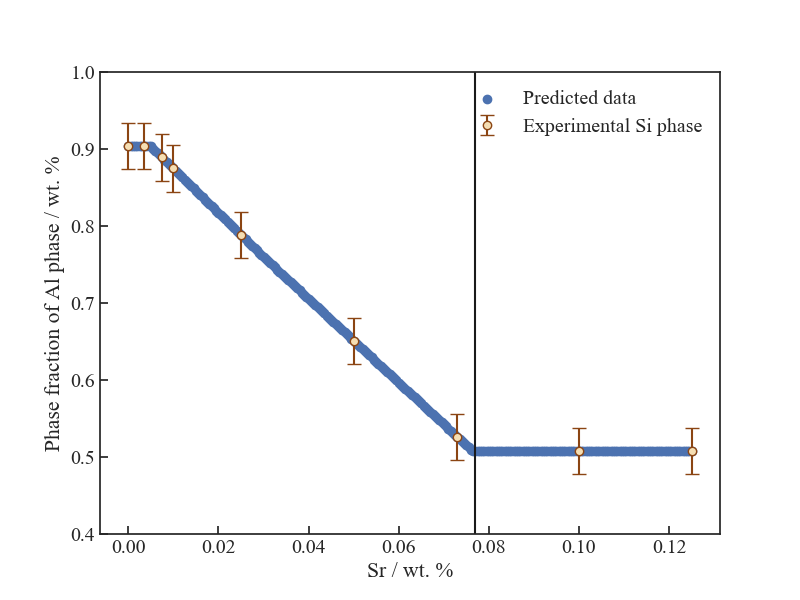 1.0
0.9
0.8
0.7
0.6
0.5
0.4
Phase fraction of Al phase / wt. %
Predicted data
Experimental Si phase
0.00 0.02 0.04 0.06 0.08 0.10 0.12
Sr / wt. %